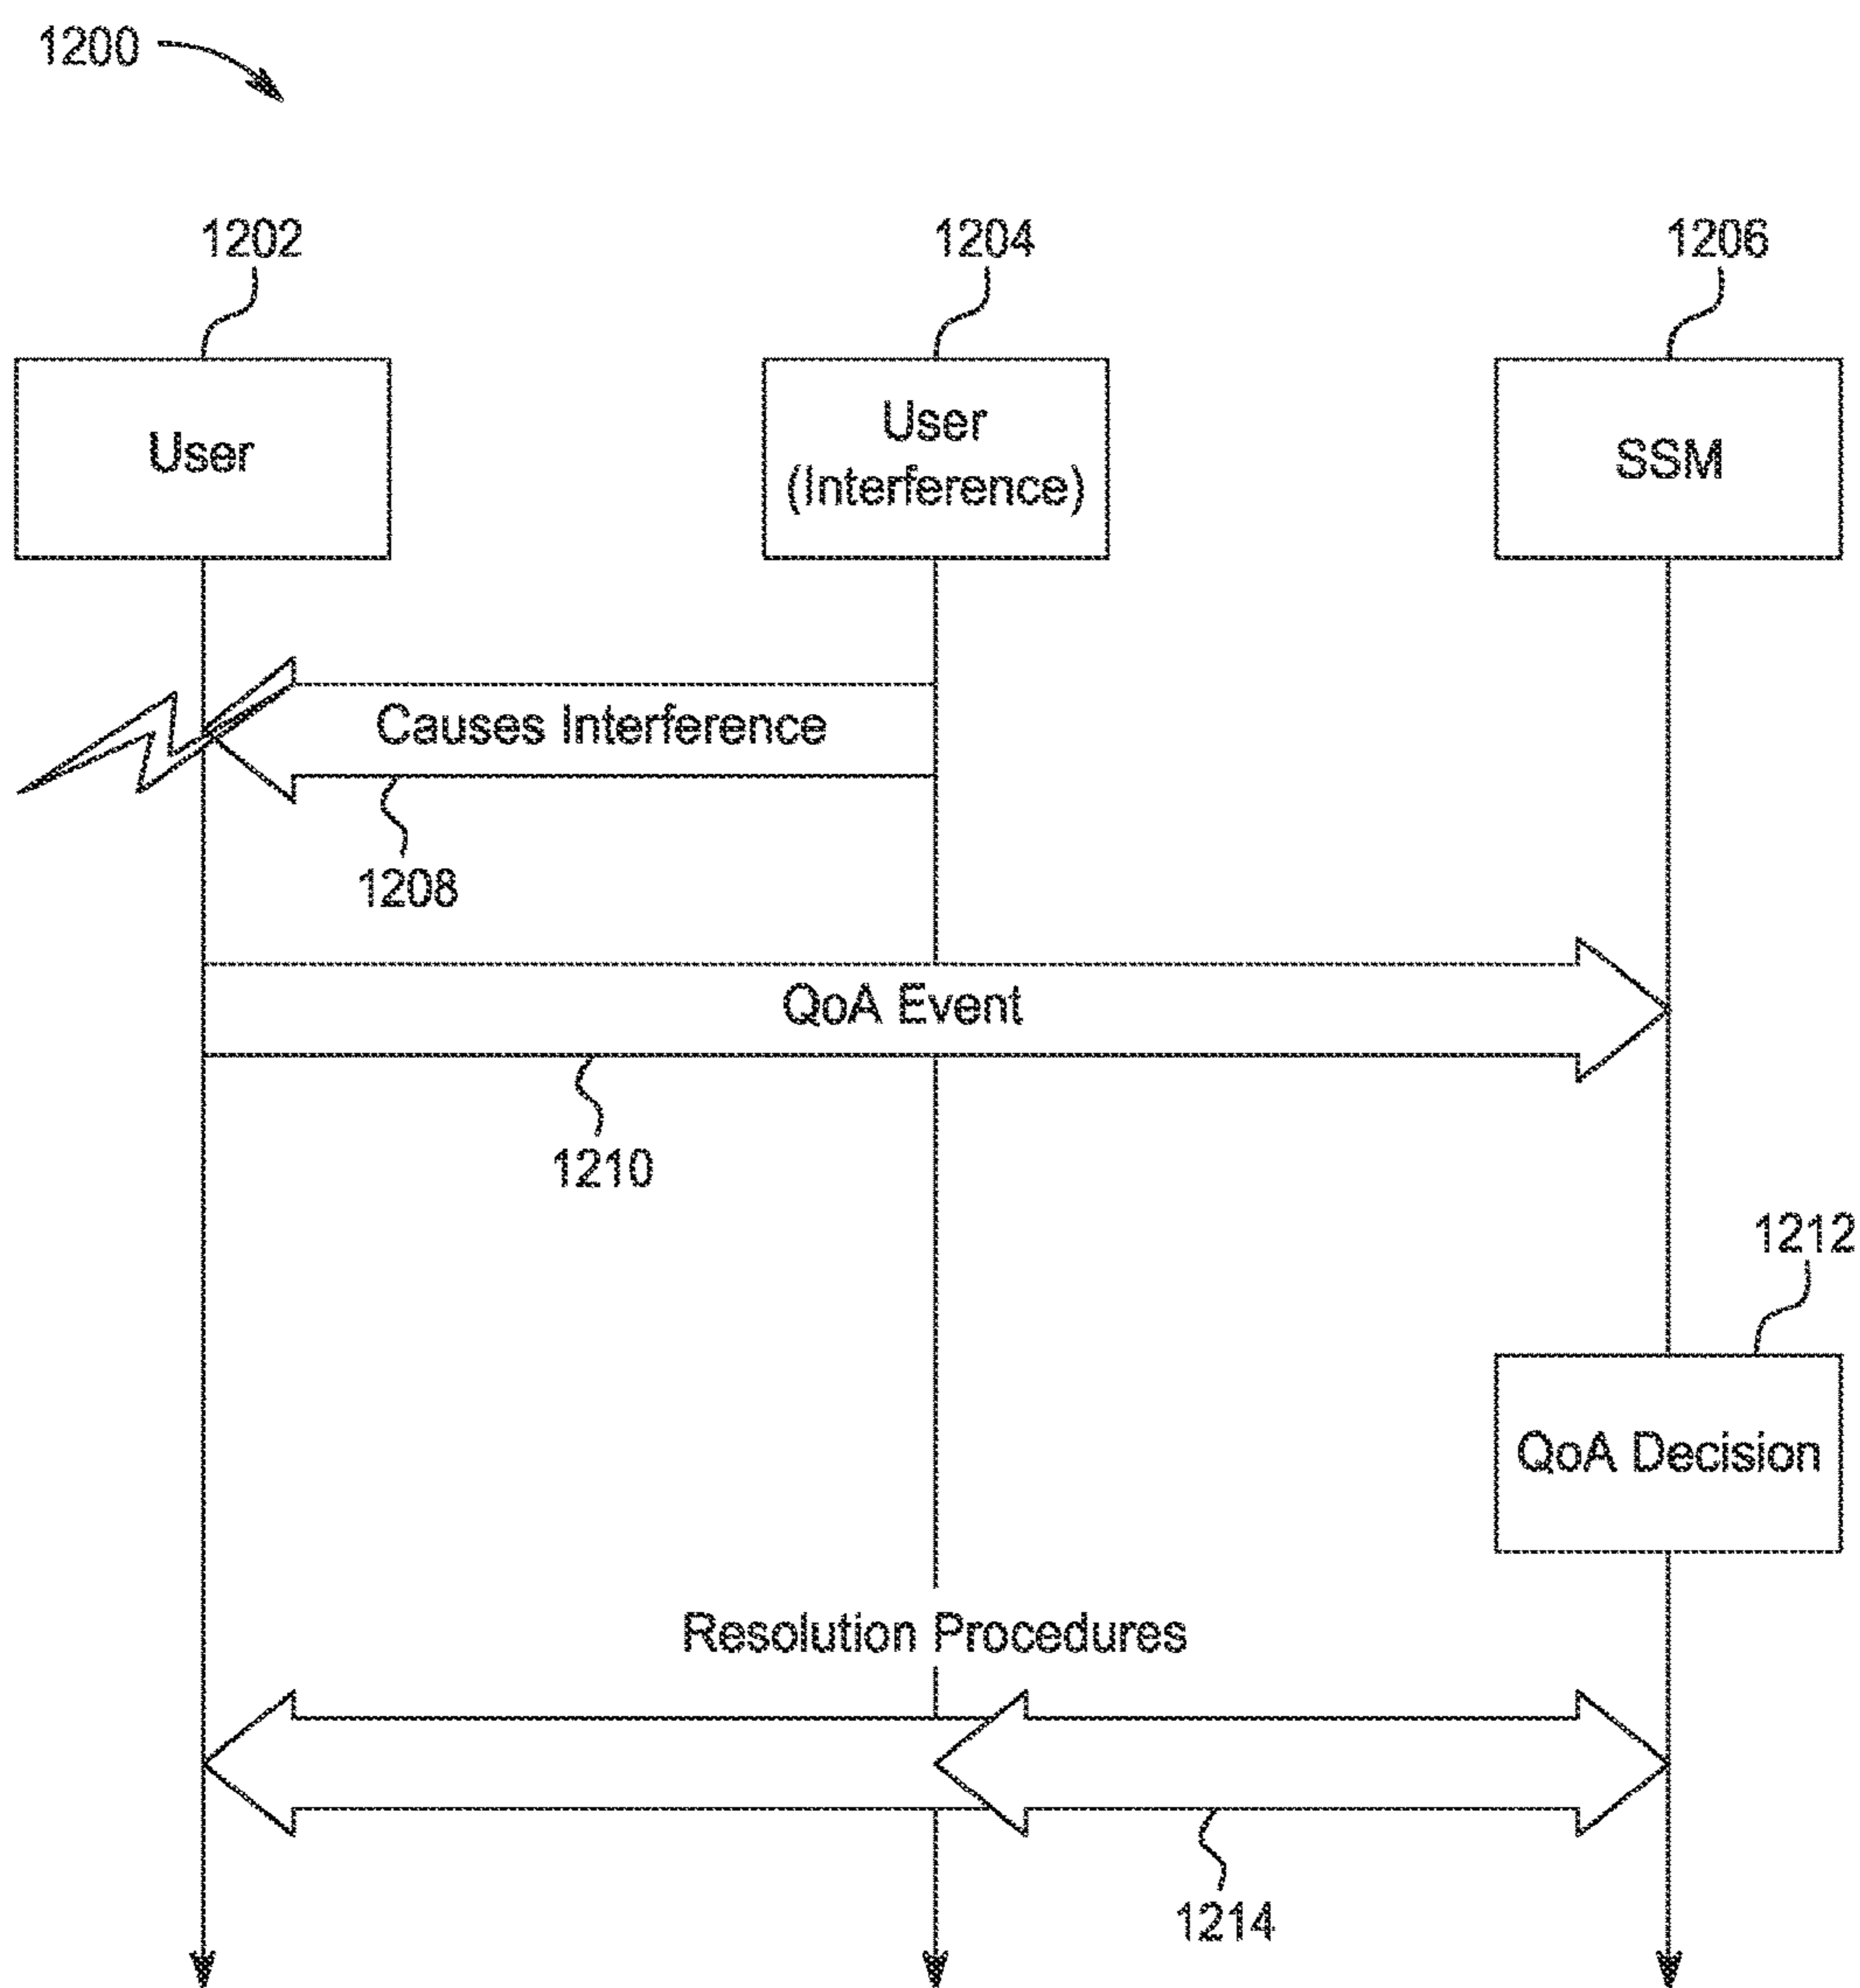 1200
1202
1204
1206
User
User
(Interference)
SSM
Causes Interference
1208
QoA Event
1210
1212
QoA Decision
Resolution Procedures
1214